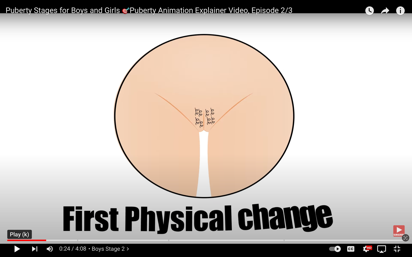 Puberty Stages for Boys and Girls 🍎Puberty Animation Explainer Video, Episode 2/3
First Physical change
Play (k)
0:24 / 4:08 • Boys Stage 2 >
CC